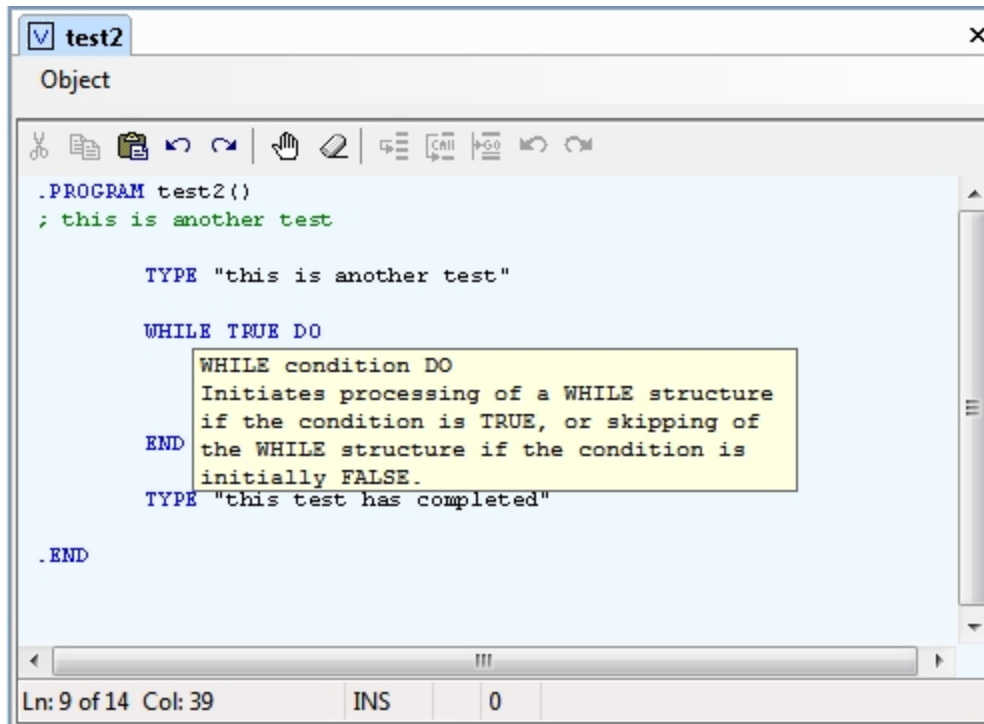 V test2
Object
CALL GO
.PROGRAM test2()
; this is another test
TYPE "this is another test"
WHILE TRUE DO
WHILE condition DO
Initiates processing of a WHILE structure
if the condition is TRUE, or skipping of
the WHILE structure if the condition is
initially FALSE.
END
TYPE "this test has completed"
.END
Ln: 9 of 14 Col: 39 INS 0